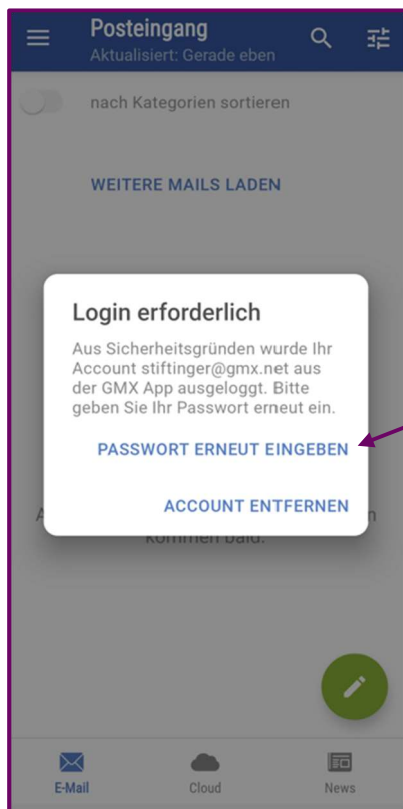 Posteingang
Aktualisiert: Gerade eben
nach Kategorien sortieren
WEITERE MAILS LADEN
Login erforderlich
Aus Sicherheitsgründen wurde Ihr
Account stiftinger@gmx.net aus
der GMX App ausgeloggt. Bitte
geben Sie Ihr Passwort erneut ein.
PASSWORT ERNEUT EINGEBEN
ACCOUNT ENTFERNEN
kommen bald.
E-Mail Cloud News